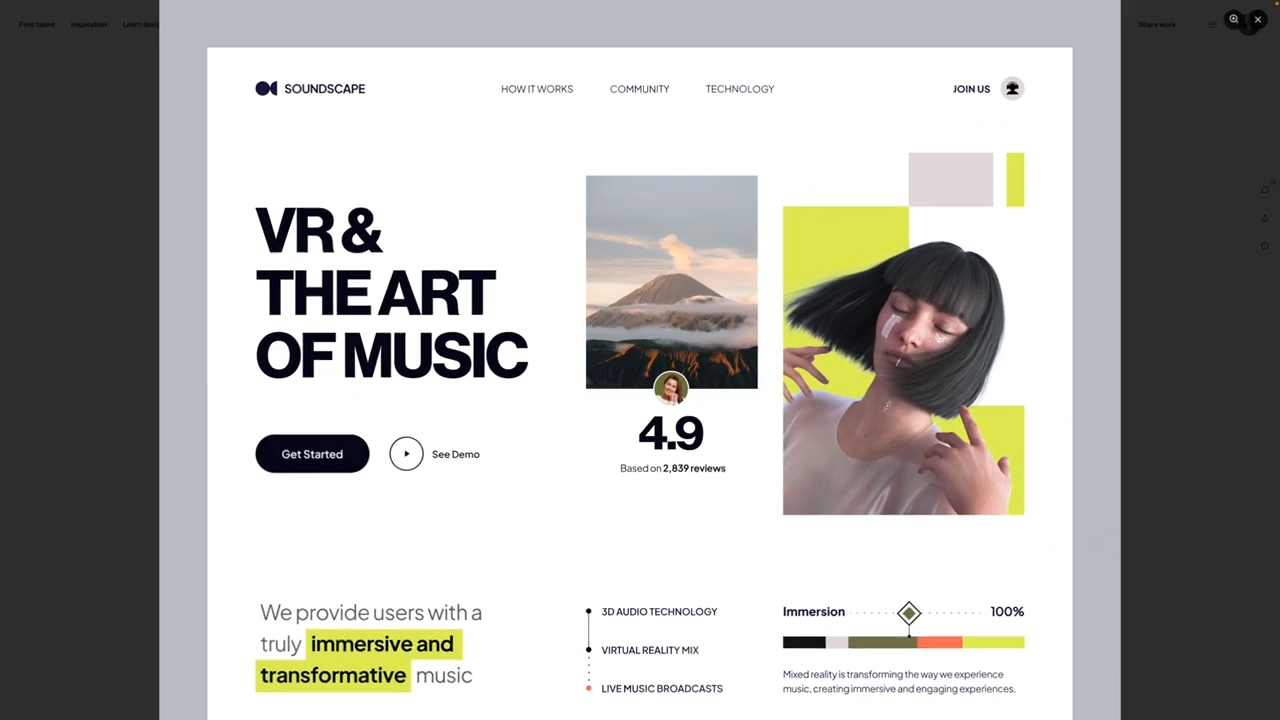 Find talent
Inspiration
Share work
SOUNDSCAPE
HOW IT WORKS
COMMUNITY
TECHNOLOGY
JOIN US
VR &
THE ART
OF MUSIC
Get Started
See Demo
4.9
Based on 2,839 reviews
We provide users with a
truly immersive and
transformative music
3D AUDIO TECHNOLOGY
VIRTUAL REALITY MIX
LIVE MUSIC BROADCASTS
Immersion
100%
Mixed reality is transforming the way we experience
music, creating immersive and engaging experiences.